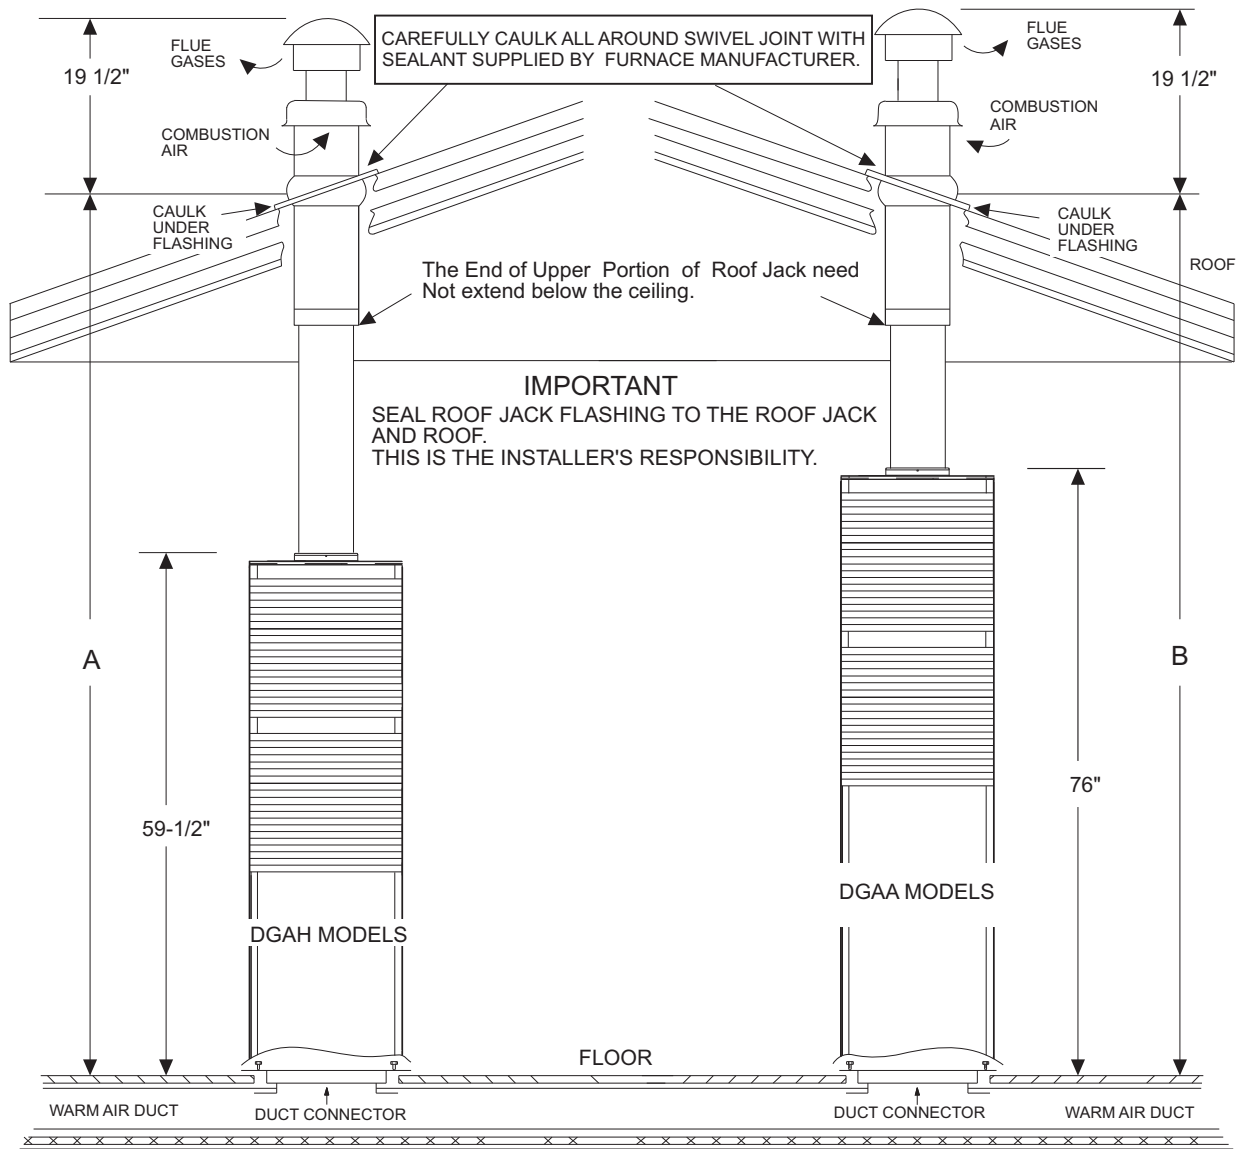 FLUE
GASES
19 1/2"
CAREFULLY CAULK ALL AROUND SWIVEL JOINT WITH
SEALANT SUPPLIED BY FURNACE MANUFACTURER.
FLUE
GASES
19 1/2"
COMBUSTION
AIR
COMBUSTION
AIR
CAULK
UNDER
FLASHING
CAULK
UNDER
FLASHING
ROOF
The End of Upper Portion of Roof Jack need
Not extend below the ceiling.
IMPORTANT
SEAL ROOF JACK FLASHING TO THE ROOF JACK
AND ROOF.
THIS IS THE INSTALLER'S RESPONSIBILITY.
A
B
59-1/2"
76"
DGAH MODELS
DGAA MODELS
FLOOR
WARM AIR DUCT
DUCT CONNECTOR
DUCT CONNECTOR
WARM AIR DUCT